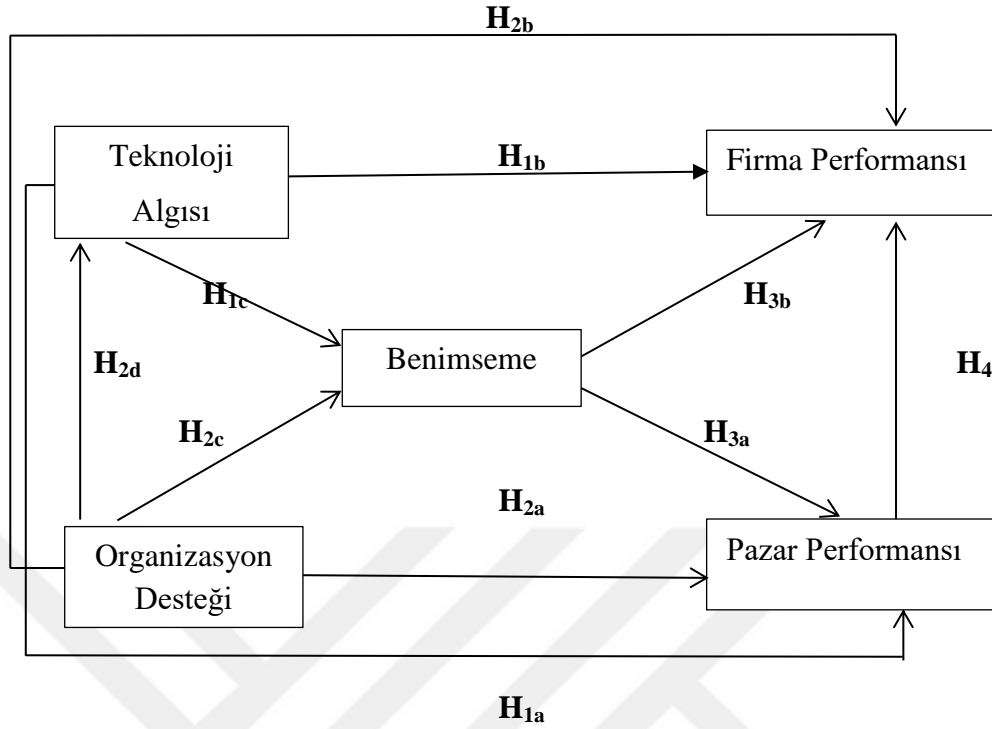 H2b
Teknoloji
Algısı
H1b
Firma Performansı
H1c
H3b
H2d
Benimseme
H4
H2c
H3a
H2a
Organizasyon
Desteği
Pazar Performansı
H1a